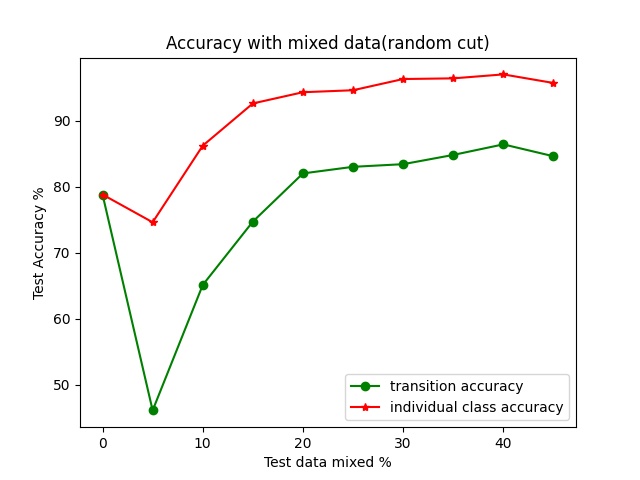 Accuracy with mixed data(random cut)
Test Accuracy %
90
80
70
60
50
0
10
20
30
40
Test data mixed %
transition accuracy
individual class accuracy